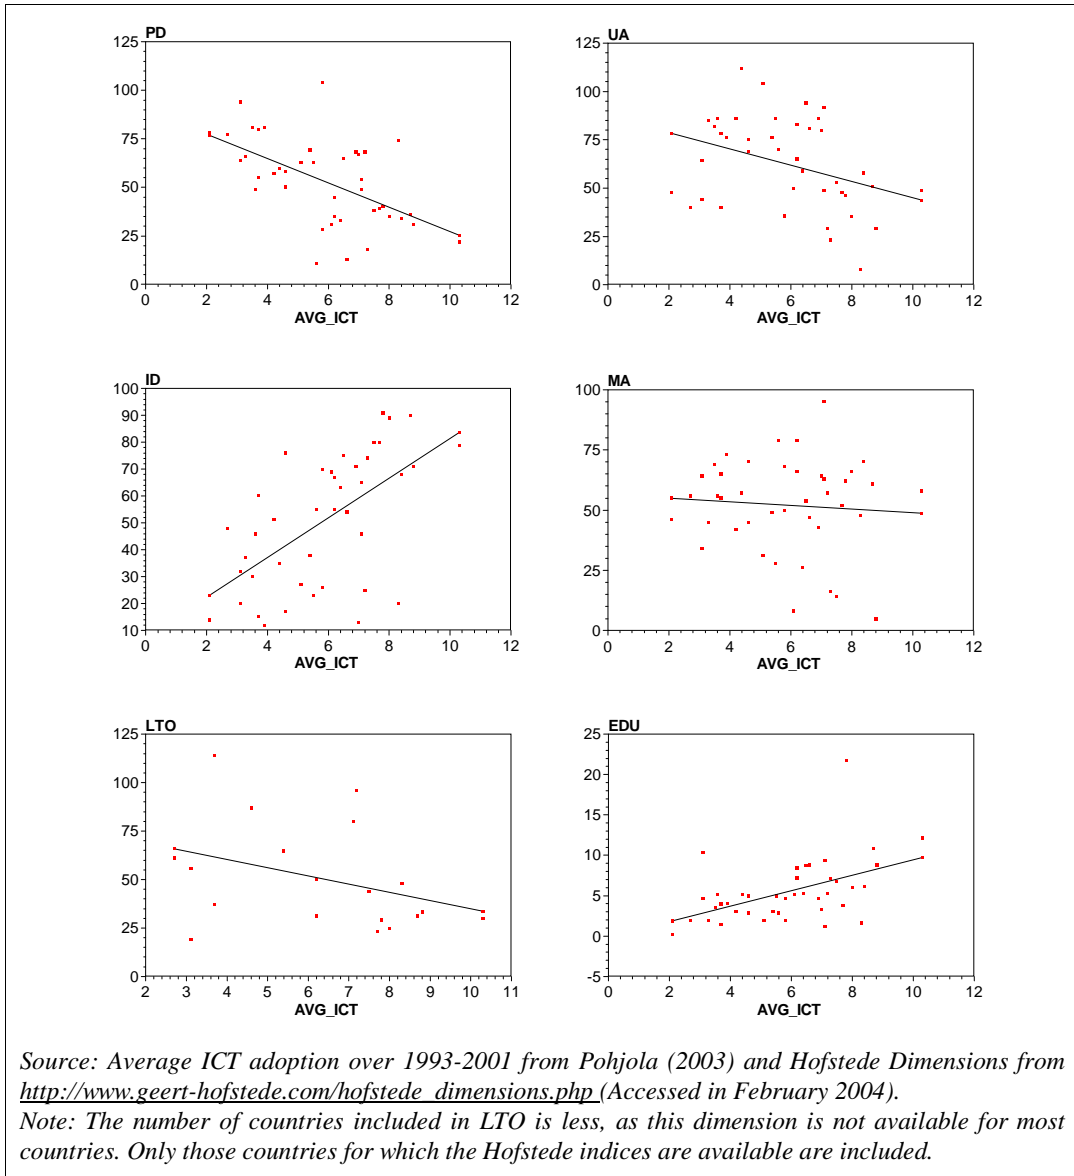 PD
125
100
75
50
25
0
0 2 4 6 8 10 12
AVG_ICT
UA
125
100
75
50
25
0
0 2 4 6 8 10 12
AVG_ICT
ID
100
90
80
70
60
50
40
30
20
10
0 2 4 6 8 10 12
AVG_ICT
MA
100
75
50
25
0
0 2 4 6 8 10 12
AVG_ICT
LTO
125
100
75
50
25
0
2 3 4 5 6 7 8 9 10 11
AVG_ICT
EDU
25
20
15
10
5
0
-5
0 2 4 6 8 10 12
AVG_ICT
Source: Average ICT adoption over 1993-2001 from Pohjola (2003) and Hofstede Dimensions from
http://www.geert-hofstede.com/hofstede_dimensions.php (Accessed in February 2004).
Note: The number of countries included in LTO is less, as this dimension is not available for most
countries. Only those countries for which the Hofstede indices are available are included.